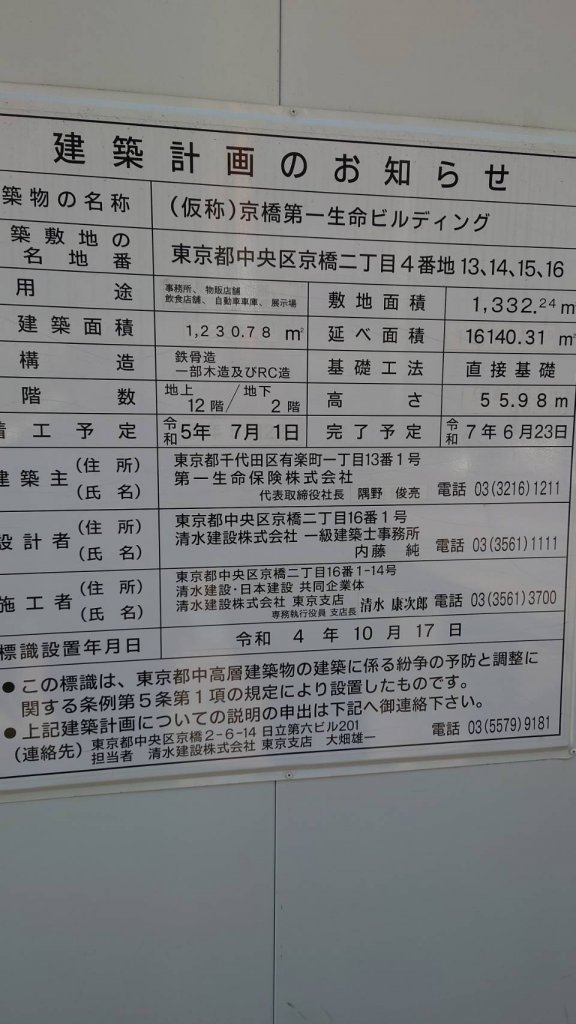 建築計画のお知らせ
築物の名称 (仮称)京橋第一生命ビルディング
築敷地の
名地番 東京都中央区京橋二丁目4番地13、14、15、16
用途 事務所、物販店舗
飲食店舗、自動車車庫、展示場 敷地面積 1,332.24m
建築面積 1,230.78㎡ 延べ面積 16140.31㎡
構造 鉄骨造
一部木造及びRC造 基礎工法 直接基礎
階数 地上12階/地下2階 高さ 55.98m
着工予定 令和5年7月1日 完了予定 令和7年6月23日
建築主(住所) 東京都千代田区有楽町一丁目13番1号
(氏名) 第一生命保険株式会社
代表取締役社長 隅野 俊亮 電話 03(3216)1211
設計者(住所) 東京都中央区京橋二丁目16番1号
(氏名) 清水建設株式会社 一級建築士事務所
内藤 純 電話 03(3561)1111
施工者(住所) 東京都中央区京橋二丁目16番1-14号
清水建設・日本建設 共同企業体
(氏名) 清水建設株式会社 東京支店
専務執行役員 支店長 清水 康次郎 電話 03(3561)3700
標識設置年月日 令和4年10月17日
●この標識は、東京都中高層建築物の建築に係る紛争の予防と調整に
関する条例第5条第1項の規定により設置したものです。
●上記建築計画についての説明の申出は下記へ御連絡下さい。
(連絡先) 東京都中央区京橋2-6-14 日立第六ビル201
担当者 清水建設株式会社 東京支店 大畑雄一 電話 03(5579)9181